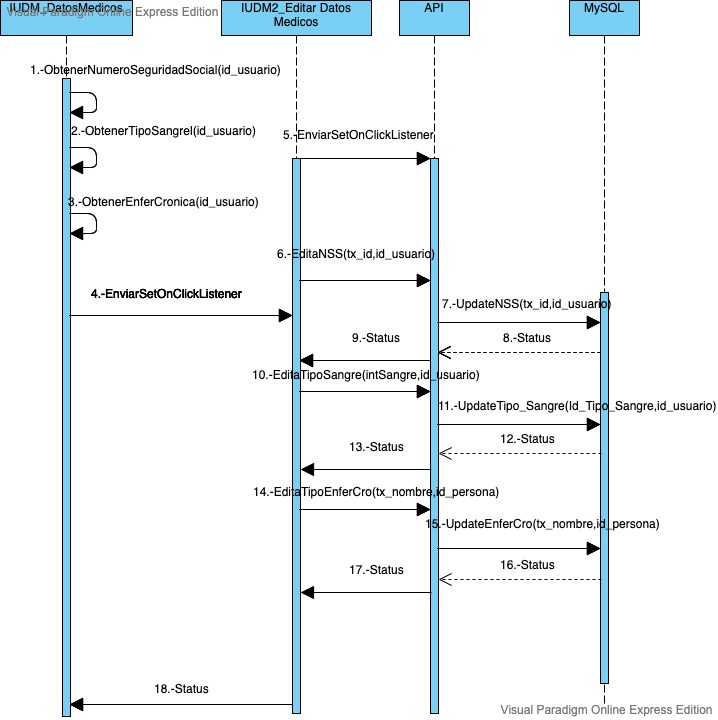 IUDM_DatosMedicos
Visual Paradigm Online Express Edition
IUDM2_Editar Datos
Medicos
API
MySQL
1.-ObtenerNumeroSeguridadSocial(id_usuario)
2.-ObtenerTipoSangrel(id_usuario)
5.-EnviarSetOnClickListener
3.-ObtenerEnferCronica(id_usuario)
6.-EditaNSS(tx_id,id_usuario)
4.-EnviarSetOnClickListener
7.-UpdateNSS(tx_id,id_usuario)
9.-Status
8.-Status
10.-EditaTipoSangre(intSangre,id_usuario)
11.-UpdateTipo_Sangre(Id_Tipo_Sangre,id_usuario)
12.-Status
13.-Status
14.-EditaTipoEnferCro(tx_nombre,id_persona)
15.-UpdateEnferCro(tx_nombre,id_persona)
16.-Status
17.-Status
18.-Status
Visual Paradigm Online Express Edition